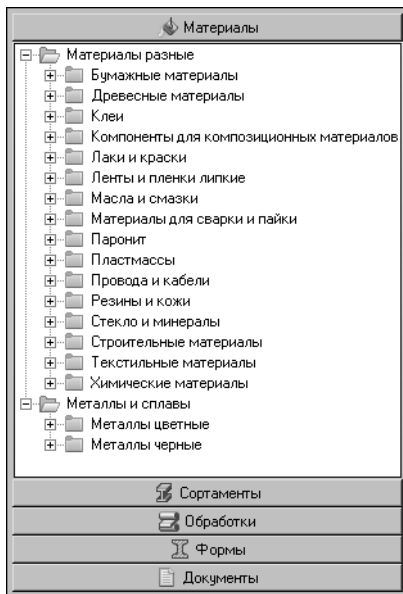 Материалы
Материалы разные
Бумажные материалы
Древесные материалы
Клеи
Компоненты для композиционных материалов
Лаки и краски
Ленты и пленки липкие
Масла и смазки
Материалы для сварки и пайки
Паронит
Пластмассы
Провода и кабели
Резины и кожи
Стекло и минералы
Строительные материалы
Текстильные материалы
Химические материалы
Металлы и сплавы
Металлы цветные
Металлы черные
Сортаменты
Обработки
Формы
Документы